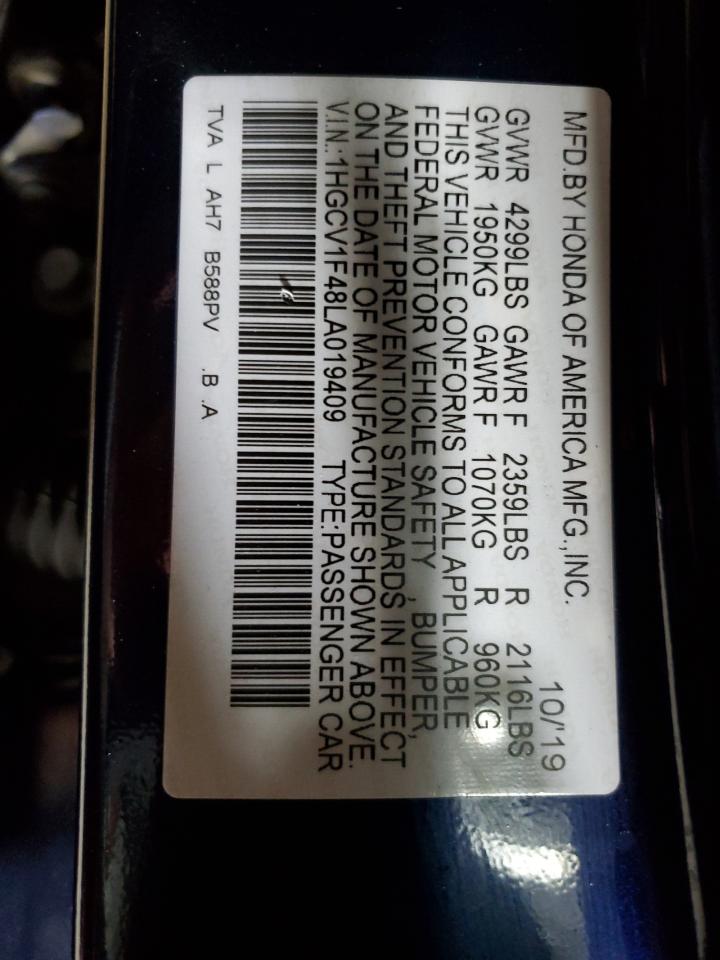 MFD.BY HONDA OF AMERICA MFG.,INC. 10/'19
GVWR 4299LBS GAWR F 2359LBS R 2116LBS
GVWR 1950KG GAWR F 1070KG R 960KG
THIS VEHICLE CONFORMS TO ALL APPLICABLE
FEDERAL MOTOR VEHICLE SAFETY , BUMPER,
AND THEFT PREVENTION STANDARDS IN EFFECT
ON THE DATE OF MANUFACTURE SHOWN ABOVE.
V.I.N.:1HGCV1F48LA019409 TYPE:PASSENGER CAR
TVA L AH7 B588PV .B .A